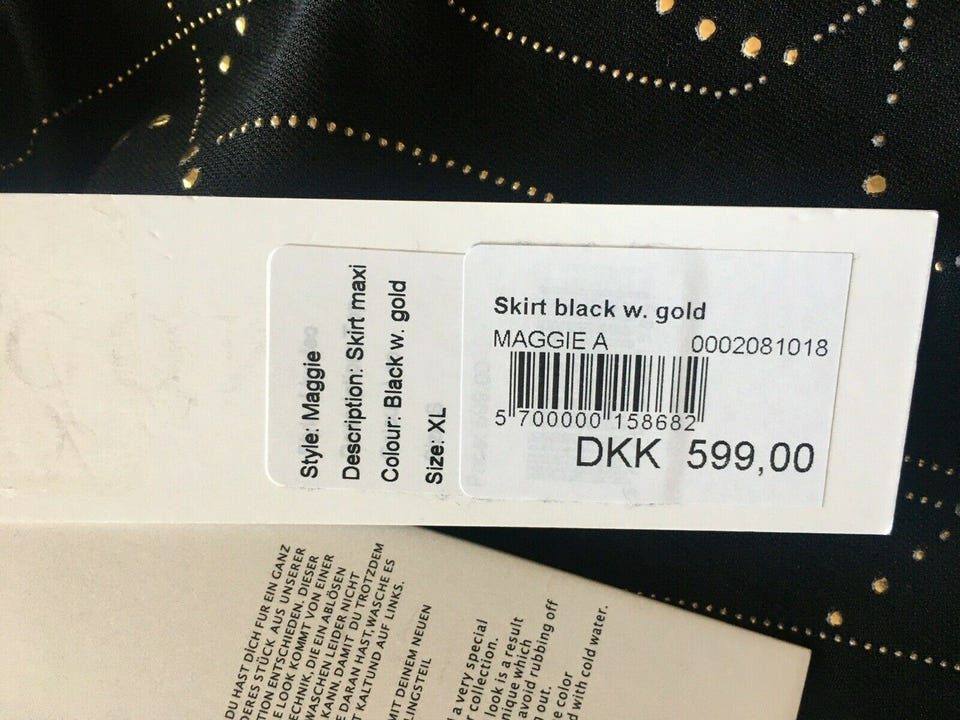 Skirt black w. gold
MAGGIE A 0002081018
5 700000 158682
DKK 599,00
Style: Maggie
Description: Skirt maxi
Colour: Black w. gold
Size: XL
DU HAST DICH FÜR EIN GANZ
DERES STÜCK AUS UNSERER
TION ENTSCHIEDEN. DIESER
E LOOK KOMMT VON EINER
ECHNIK, DIE EIN ABLÖSEN
WASCHEN LEIDER NICHT
KANN. DAMIT DU TROTZDEM
E DARAN HAST, WASCHE ES
KALT UND AUF LINKS.
MIT DEINEM NEUEN
LINGSTEIL
d a very special
r collection.
look is a result
nique which
avoid rubbing off
g out.
e color
d with cold water.